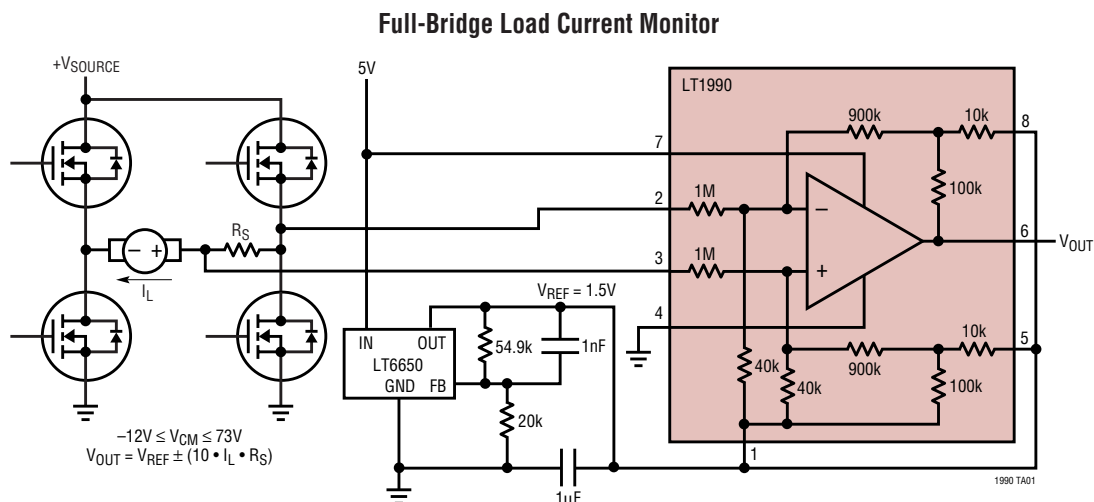 Full-Bridge Load Current Monitor
+VSOURCE
5V
LT1990
900k
10k
8
7
100k
2
1M
RS
6
VOUT
3
1M
IL
VREF = 1.5V
4
10k
5
IN OUT
54.9k
1nF
LT6650
GND FB
40k
900k
40k
100k
20k
–12V ≤ VCM ≤ 73V
VOUT = VREF ± (10 • IL • RS)
1
1µF
1990 TA01